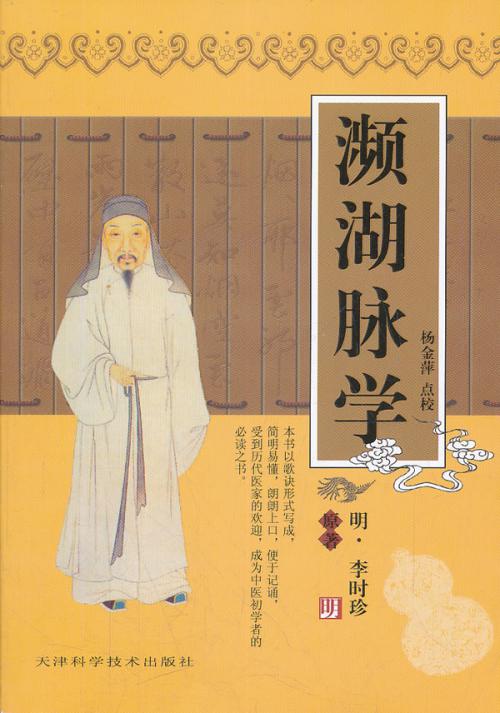 濒湖脉学
杨金萍 点校
明·李时珍
原著
明
本书以歌诀形式写成，
简明易懂，朗朗上口，便于记诵，
受到历代医家的欢迎，成为中医初学者的
必读之书。
天津科学技术出版社